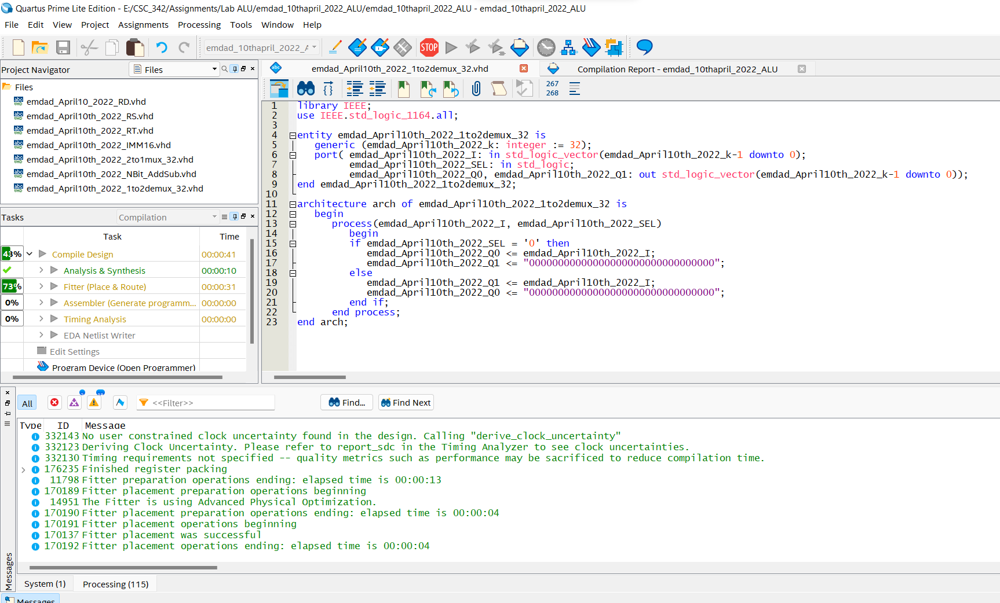 Quartus Prime Lite Edition - E:/CSC_342/Assignments/Lab ALU/emdad_10thapril_2022_ALU/emdad_10thapril_2022_ALU - emdad_10thapril_2022_ALU
File Edit View Project Assignments Processing Tools Window Help
emdad_10thapril_2022_A STOP
Project Navigator Files
Files
emdad_April10_2022_RD.vhd
emdad_April10th_2022_RS.vhd
emdad_April10th_2022_RT.vhd
emdad_April10th_2022_IMM16.vhd
emdad_April10th_2022_2to1mux_32.vhd
emdad_April10th_2022_NBit_AddSub.vhd
emdad_April10th_2022_1to2demux_32.vhd
Tasks Compilation
Task Time
43% Compile Design 00:00:41
Analysis & Synthesis 00:00:10
73% Fitter (Place & Route) 00:00:31
0% Assembler (Generate programm... 00:00:00
0% Timing Analysis 00:00:00
EDA Netlist Writer
Edit Settings
Program Device (Open Programmer)
emdad_April10th_2022_1to2demux_32.vhd Compilation Report - emdad_10thapril_2022_ALU
267
268
1 library IEEE;
2 use IEEE.std_logic_1164.all;
3
4 entity emdad_April10th_2022_1to2demux_32 is
5 generic (emdad_April10th_2022_k: integer := 32);
6 port( emdad_April10th_2022_I: in std_logic_vector(emdad_April10th_2022_k-1 downto 0);
7 emdad_April10th_2022_SEL: in std_logic;
8 emdad_April10th_2022_Q0, emdad_April10th_2022_Q1: out std_logic_vector(emdad_April10th_2022_k-1 downto 0));
9 end emdad_April10th_2022_1to2demux_32;
10
11 architecture arch of emdad_April10th_2022_1to2demux_32 is
12 begin
13 process(emdad_April10th_2022_I, emdad_April10th_2022_SEL)
14 begin
15 if emdad_April10th_2022_SEL = '0' then
16 emdad_April10th_2022_Q0 <= emdad_April10th_2022_I;
17 emdad_April10th_2022_Q1 <= "00000000000000000000000000000000";
18 else
19 emdad_April10th_2022_Q1 <= emdad_April10th_2022_I;
20 emdad_April10th_2022_Q0 <= "00000000000000000000000000000000";
21 end if;
22 end process;
23 end arch;
All <<Filter>> Find... Find Next
Type ID Message
332143 No user constrained clock uncertainty found in the design. Calling "derive_clock_uncertainty"
332123 Deriving Clock Uncertainty. Please refer to report_sdc in the Timing Analyzer to see clock uncertainties.
332130 Timing requirements not specified -- quality metrics such as performance may be sacrificed to reduce compilation time.
176235 Finished register packing
11798 Fitter preparation operations ending: elapsed time is 00:00:13
170189 Fitter placement preparation operations beginning
14951 The Fitter is using Advanced Physical Optimization.
170190 Fitter placement preparation operations ending: elapsed time is 00:00:04
170191 Fitter placement operations beginning
170137 Fitter placement was successful
170192 Fitter placement operations ending: elapsed time is 00:00:04
Messages
System (1) Processing (115)
Messages